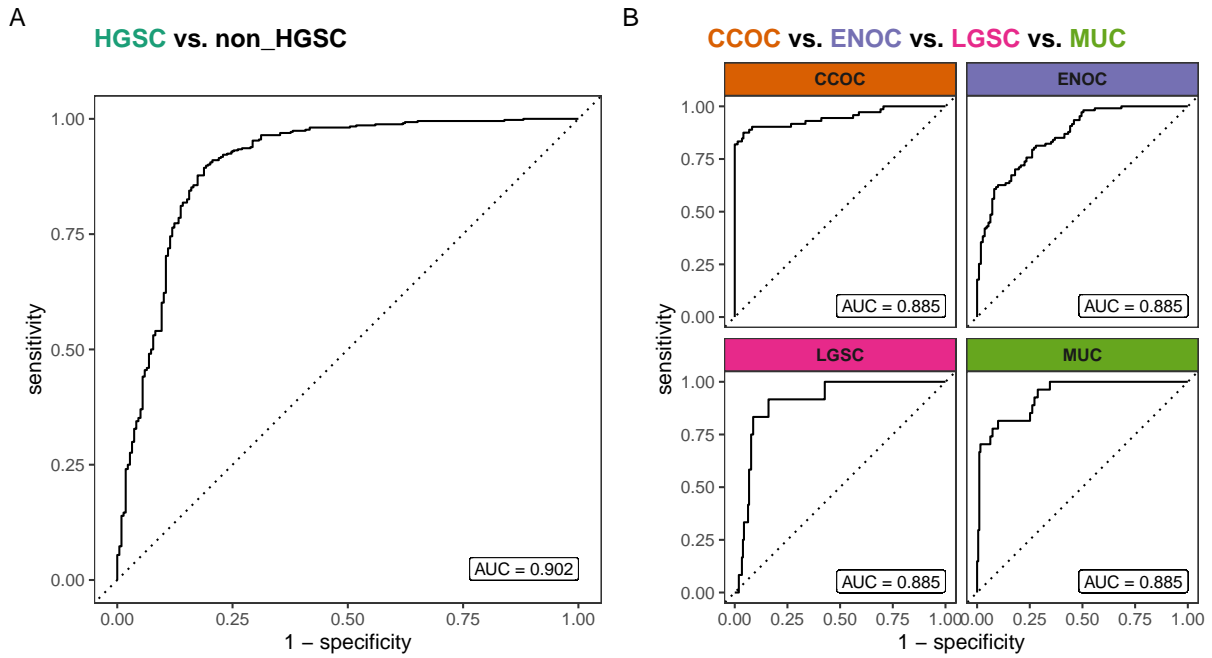 A
HGSC vs. non_HGSC
sensitivity
1.00
0.75
0.50
0.25
0.00
AUC = 0.902
0.00 0.25 0.50 0.75 1.00
1 − specificity
B
CCOC vs. ENOC vs. LGSC vs. MUC
sensitivity
CCOC
ENOC
1.00
0.75
0.50
0.25
0.00
AUC = 0.885
AUC = 0.885
LGSC
MUC
1.00
0.75
0.50
0.25
0.00
AUC = 0.885
AUC = 0.885
0.00 0.25 0.50 0.75 1.00 0.00 0.25 0.50 0.75 1.00
1 − specificity